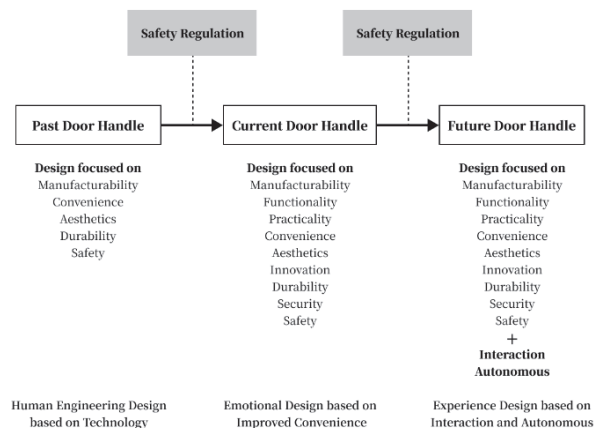 Safety Regulation
Safety Regulation
Past Door Handle
Current Door Handle
Future Door Handle
Design focused on
Manufacturability
Convenience
Aesthetics
Durability
Safety
Design focused on
Manufacturability
Functionality
Practicality
Convenience
Aesthetics
Innovation
Durability
Security
Safety
Design focused on
Manufacturability
Functionality
Practicality
Convenience
Aesthetics
Innovation
Durability
Security
Safety
+
Interaction
Autonomous
Human Engineering Design
based on Technology
Emotional Design based on
Improved Convenience
Experience Design based on
Interaction and Autonomous